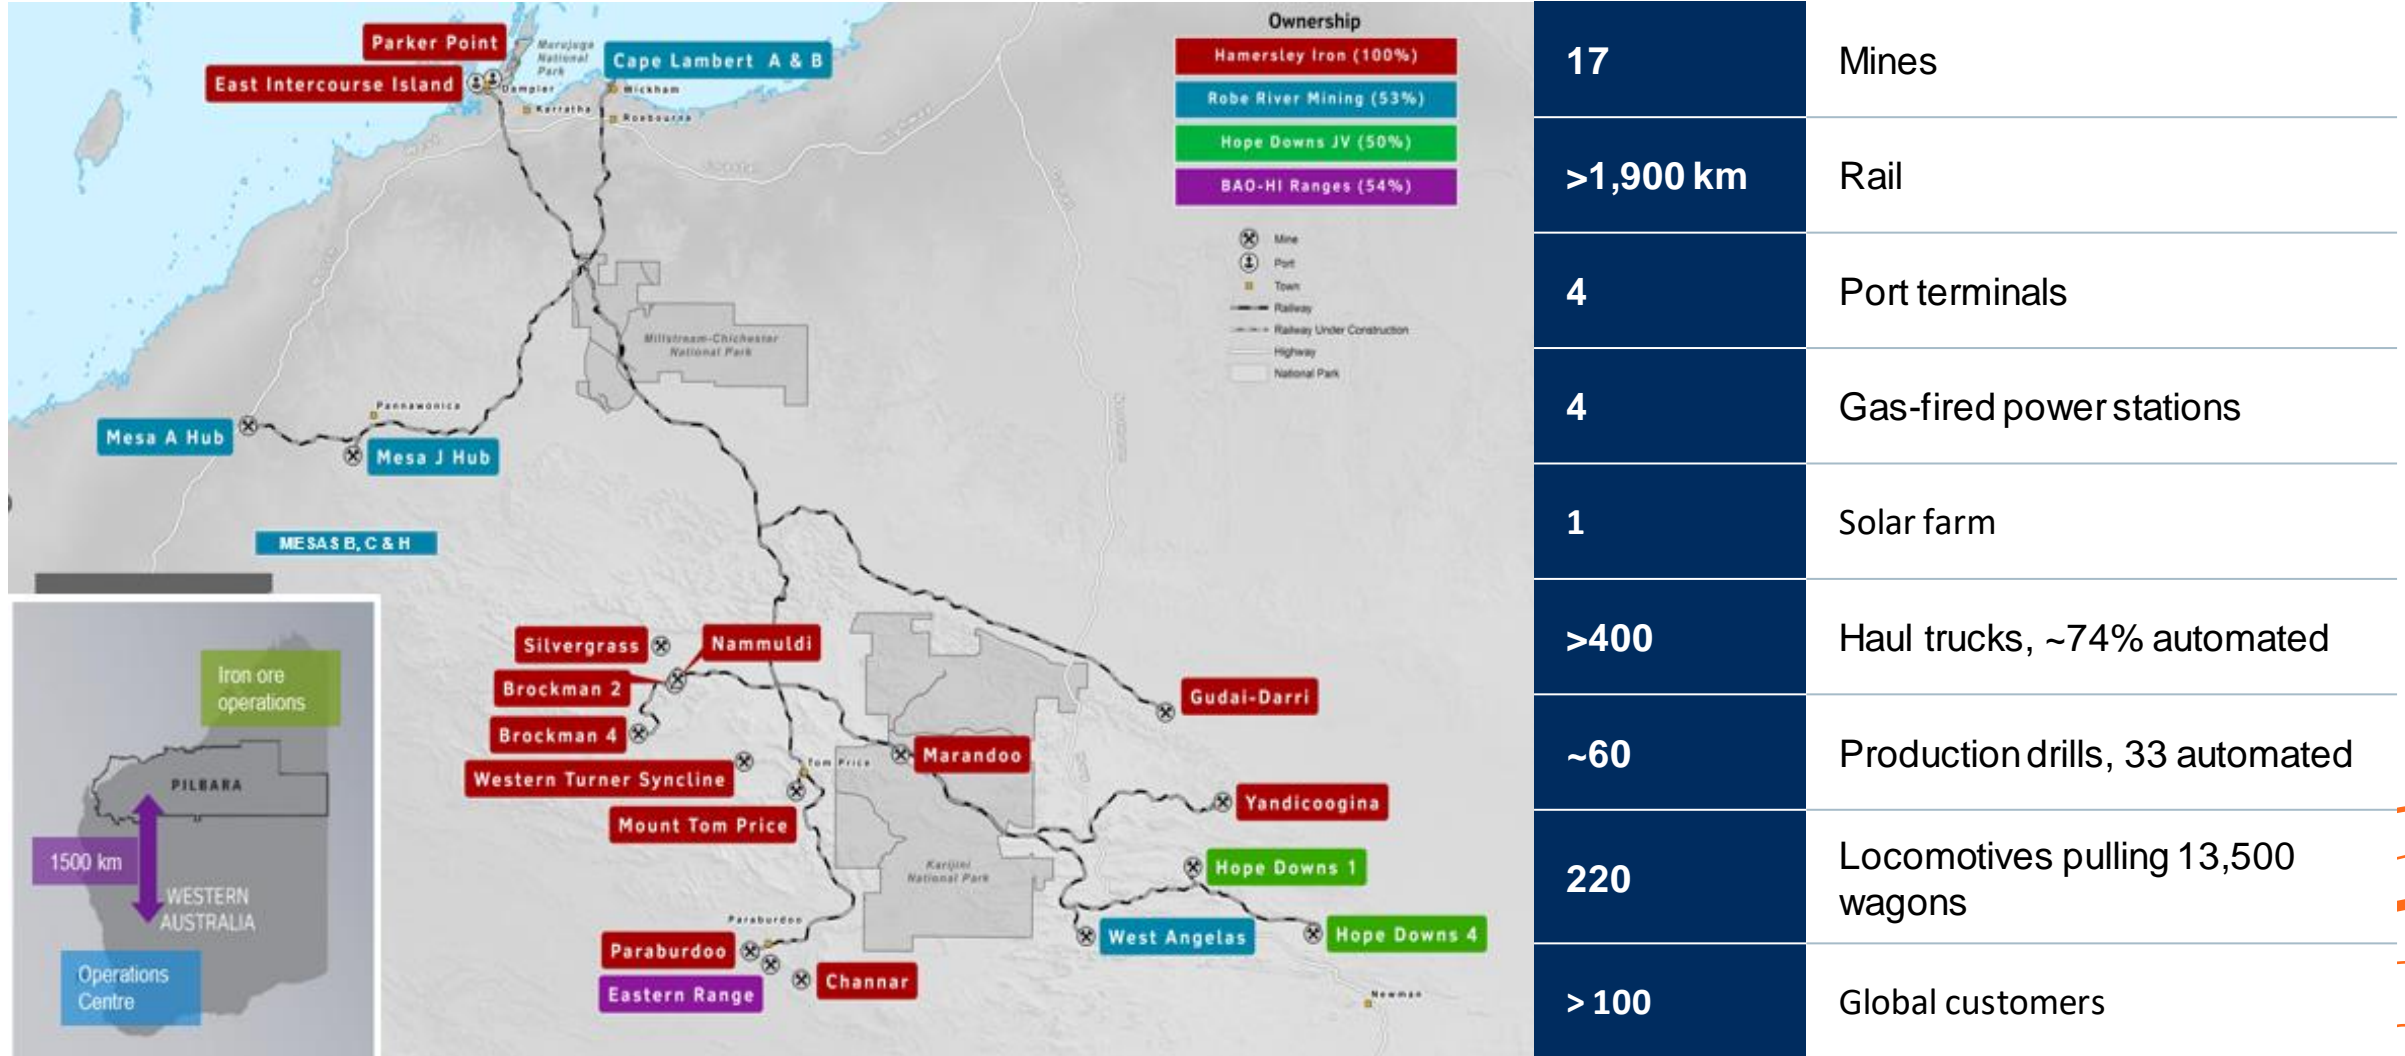 Parker Point
East Intercourse Island
Murujuga
National
Park
Cape Lambert A & B
Dampier
Wickham
Karratha
Roebourne
Ownership
Hamersley Iron (100%)
Robe River Mining (53%)
Hope Downs JV (50%)
BAO-HI Ranges (54%)
Mine
Port
Town
Railway
Railway Under Construction
Highway
National Park
Millstream-Chichester
National Park
Pannawonica
Mesa A Hub
Mesa J Hub
MESAS B, C & H
Silvergrass
Nammuldi
Brockman 2
Brockman 4
Western Turner Syncline
Tom Price
Mount Tom Price
Marandoo
Gudai-Darri
Yandicoogina
Karijini
National Park
Hope Downs 1
West Angelas
Hope Downs 4
Paraburdoo
Paraburdoo
Channar
Eastern Range
Newman
Iron ore
operations
PILBARA
1500 km
WESTERN
AUSTRALIA
Operations
Centre
17 Mines
>1,900 km Rail
4 Port terminals
4 Gas-fired power stations
1 Solar farm
>400 Haul trucks, ~74% automated
~60 Production drills, 33 automated
220 Locomotives pulling 13,500
wagons
> 100 Global customers